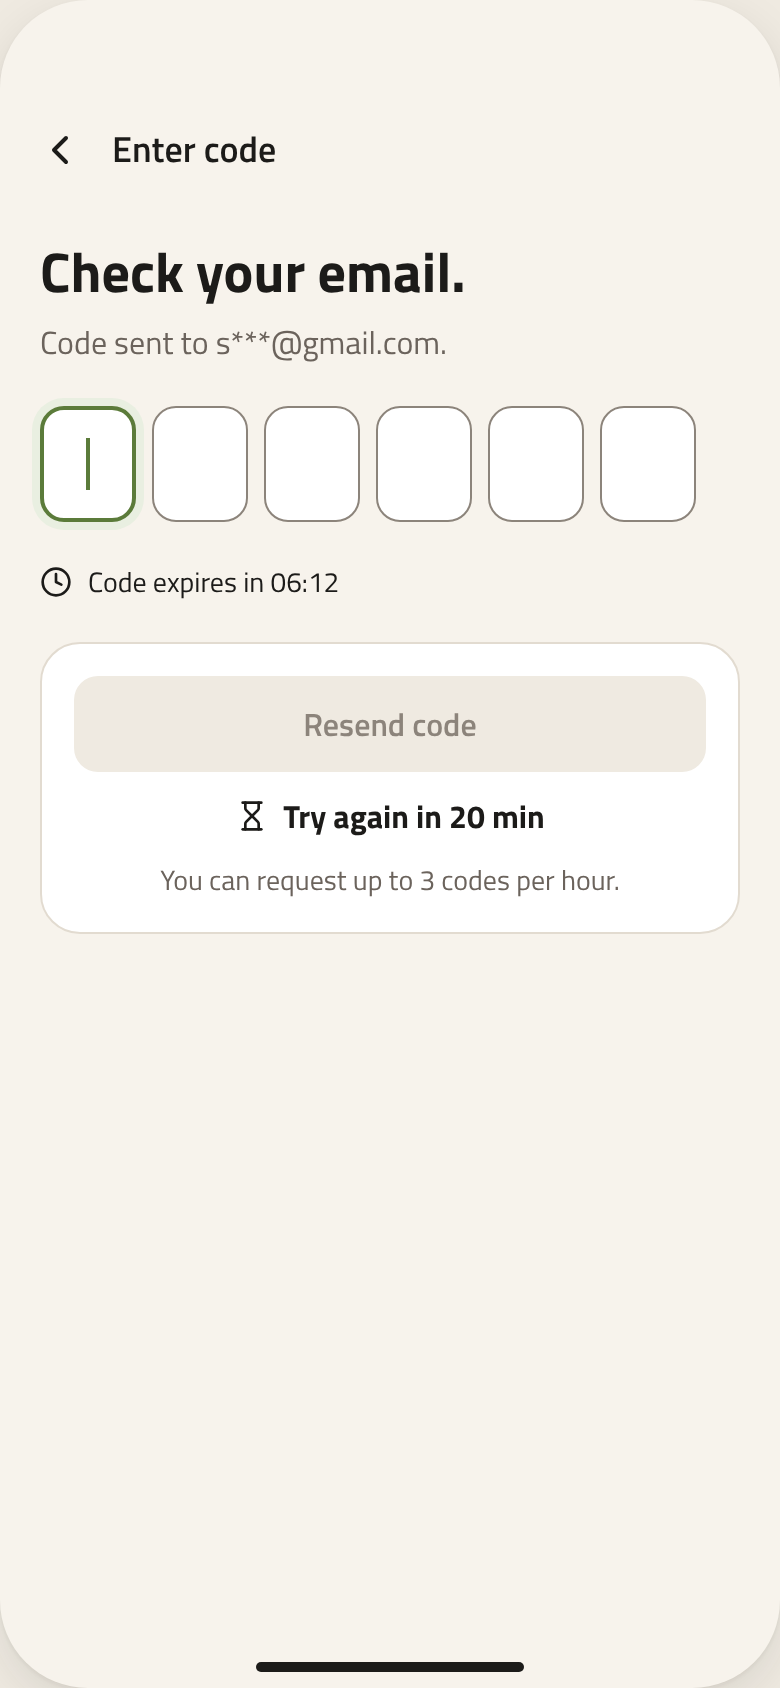 Enter code
Check your email.
Code sent to s***@gmail.com.
Code expires in 06:12
Resend code
Try again in 20 min
You can request up to 3 codes per hour.